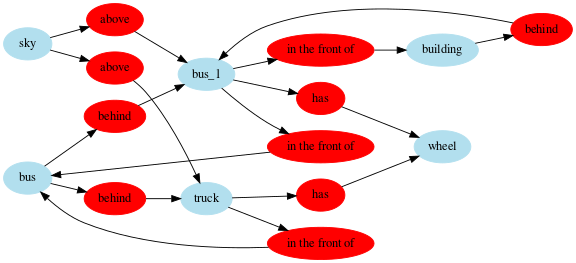 sky
above
above
bus_1
in the front of
building
behind
behind
has
in the front of
wheel
bus
behind
truck
has
in the front of